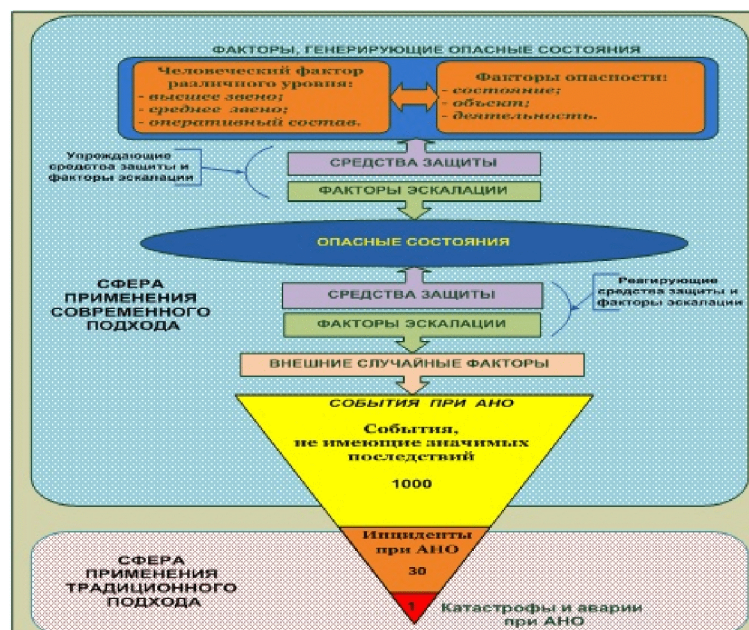 ФАКТОРЫ, ГЕНЕРИРУЮЩИЕ ОПАСНЫЕ СОСТОЯНИЯ
Человеческий фактор
различного уровня:
- высшее звено;
- среднее звено;
- оперативный состав.
Факторы опасности:
- состояние;
- объект;
- деятельность.
Упреждающие
средства защиты и
факторы эскалации
СРЕДСТВА ЗАЩИТЫ
ФАКТОРЫ ЭСКАЛАЦИИ
ОПАСНЫЕ СОСТОЯНИЯ
СФЕРА
ПРИМЕНЕНИЯ
СОВРЕМЕННОГО
ПОДХОДА
СРЕДСТВА ЗАЩИТЫ
ФАКТОРЫ ЭСКАЛАЦИИ
Реагирующие
средства защиты и
факторы эскалации
ВНЕШНИЕ СЛУЧАЙНЫЕ ФАКТОРЫ
СОБЫТИЯ ПРИ АНО
События,
не имеющие значимых
последствий
1000
Инциденты
при АНО
30
СФЕРА
ПРИМЕНЕНИЯ
ТРАДИЦИОННОГО
ПОДХОДА
1
Катастрофы и аварии
при АНО